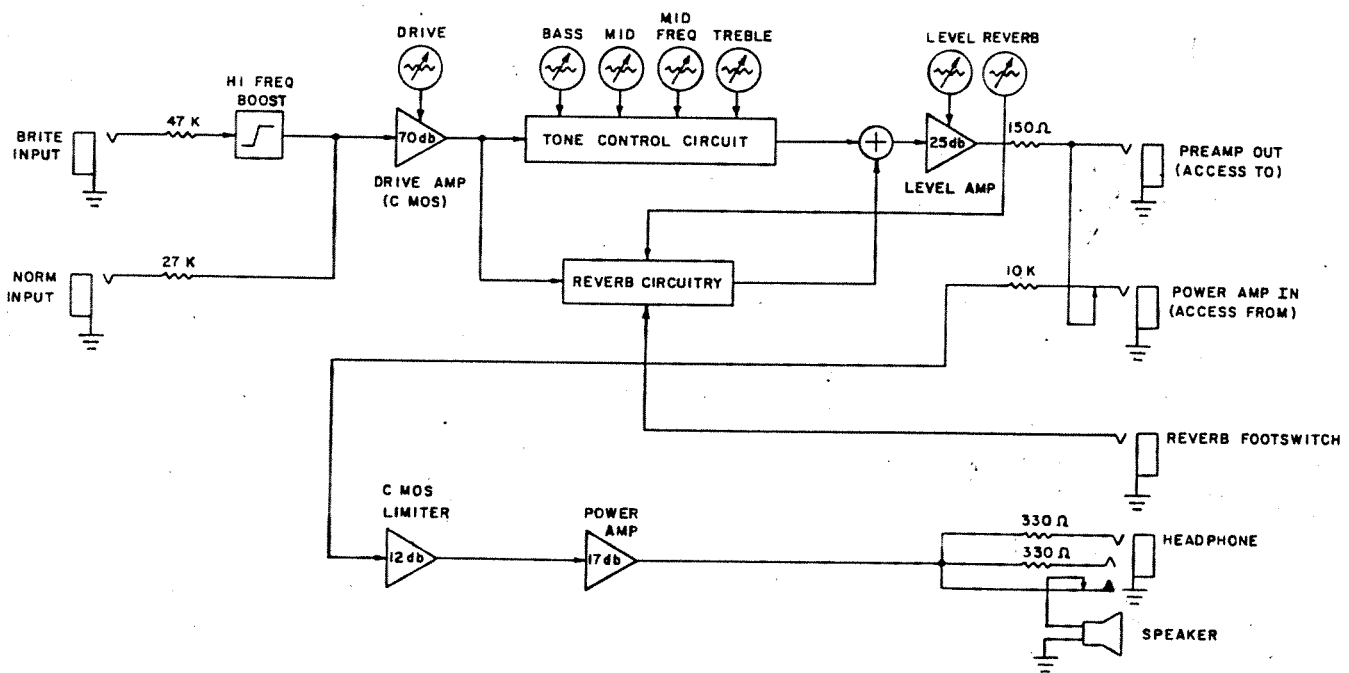 DRIVE
BASS
MID
MID
FREQ
TREBLE
LEVEL
REVERB
HI FREQ
BOOST
BRITE
INPUT
47 K
70db
DRIVE AMP
(C MOS)
TONE CONTROL CIRCUIT
25db
LEVEL AMP
150Ω
PREAMP OUT
(ACCESS TO)
NORM
INPUT
27 K
REVERB CIRCUITRY
10K
POWER AMP IN
(ACCESS FROM)
REVERB FOOTSWITCH
C MOS
LIMITER
12db
POWER
AMP
17db
330 Ω
330 Ω
HEADPHONE
SPEAKER